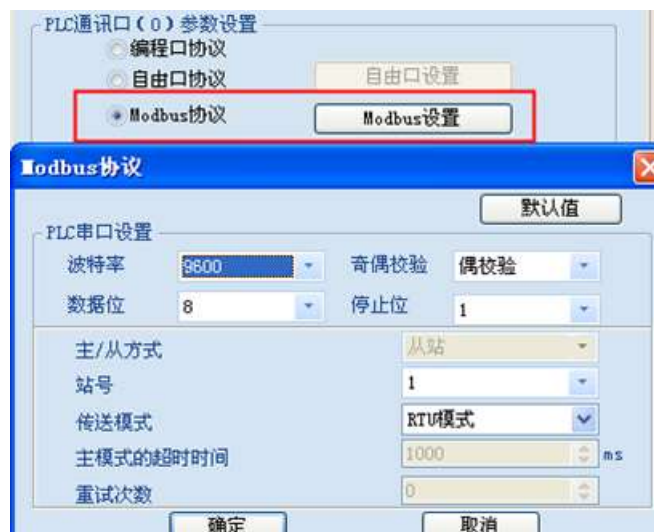 PLC通讯口(0)参数设置
编程口协议
自由口协议 自由口设置
Modbus协议 Modbus设置
Modbus协议
默认值
PLC串口设置
波特率 9600 奇偶校验 偶校验
数据位 8 停止位 1
主/从方式 从站
站号 1
传送模式 RTU模式
主模式的超时时间 1000 ms
重试次数 0
确定 取消